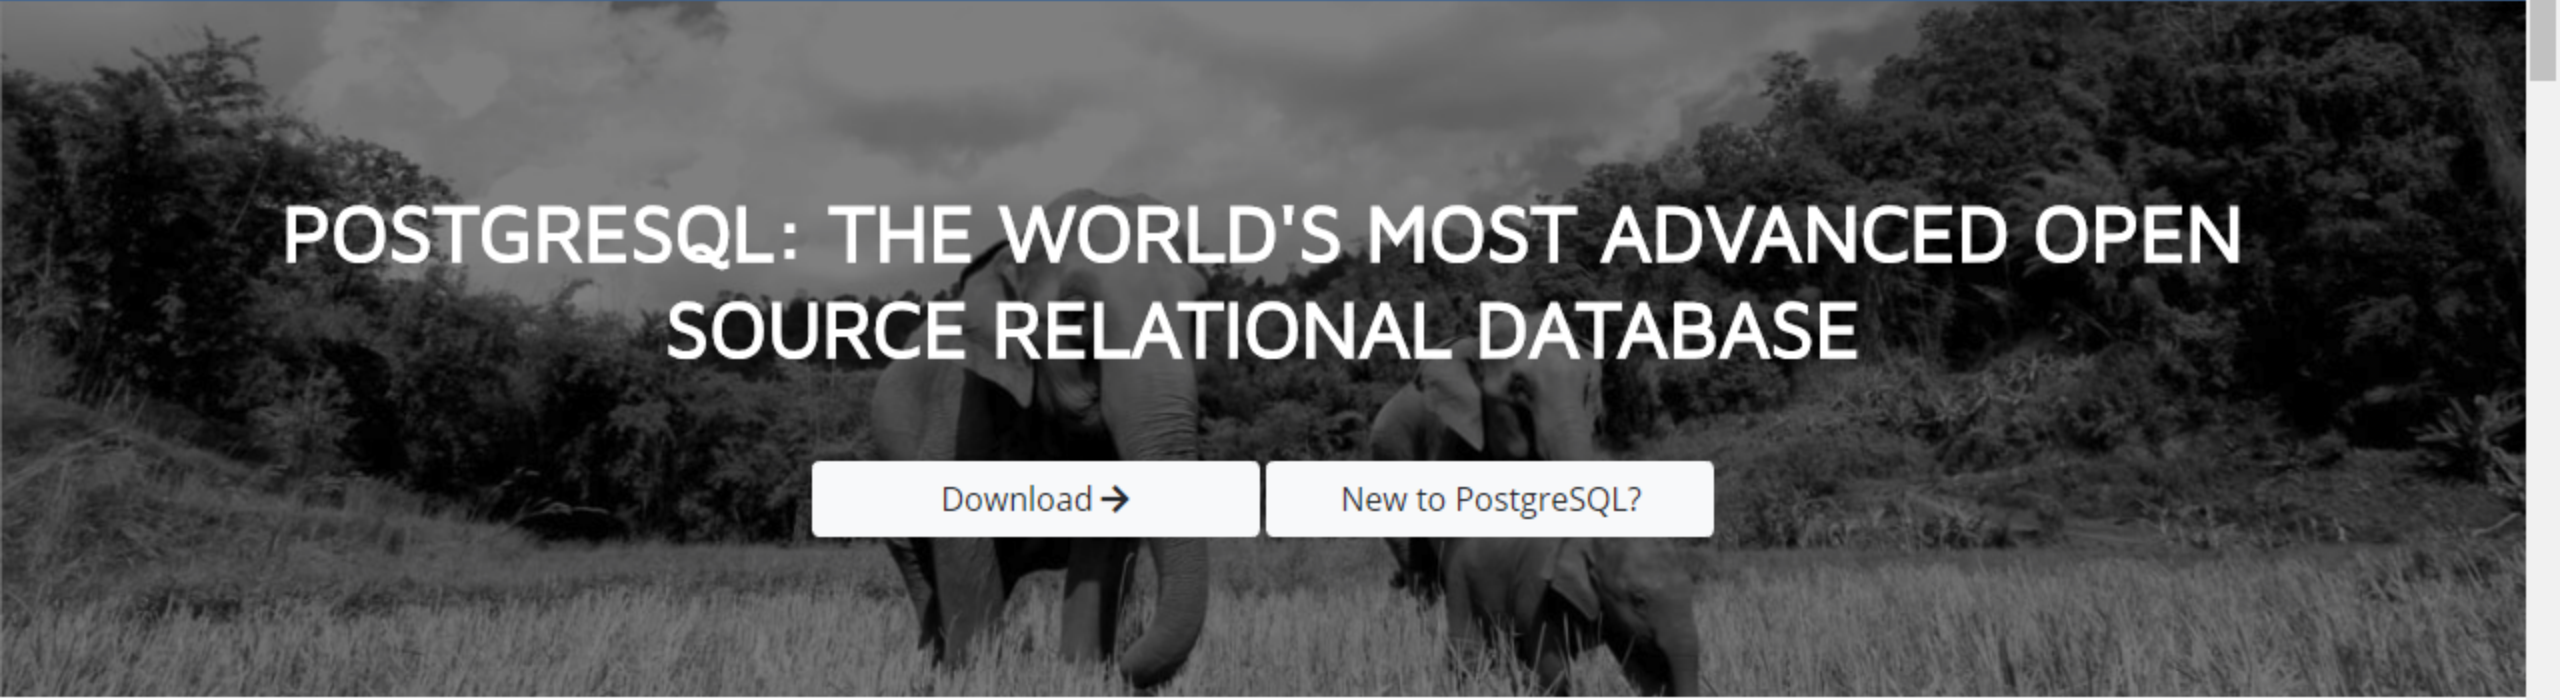 POSTGRESQL: THE WORLD'S MOST ADVANCED OPEN
SOURCE RELATIONAL DATABASE
Download →
New to PostgreSQL?